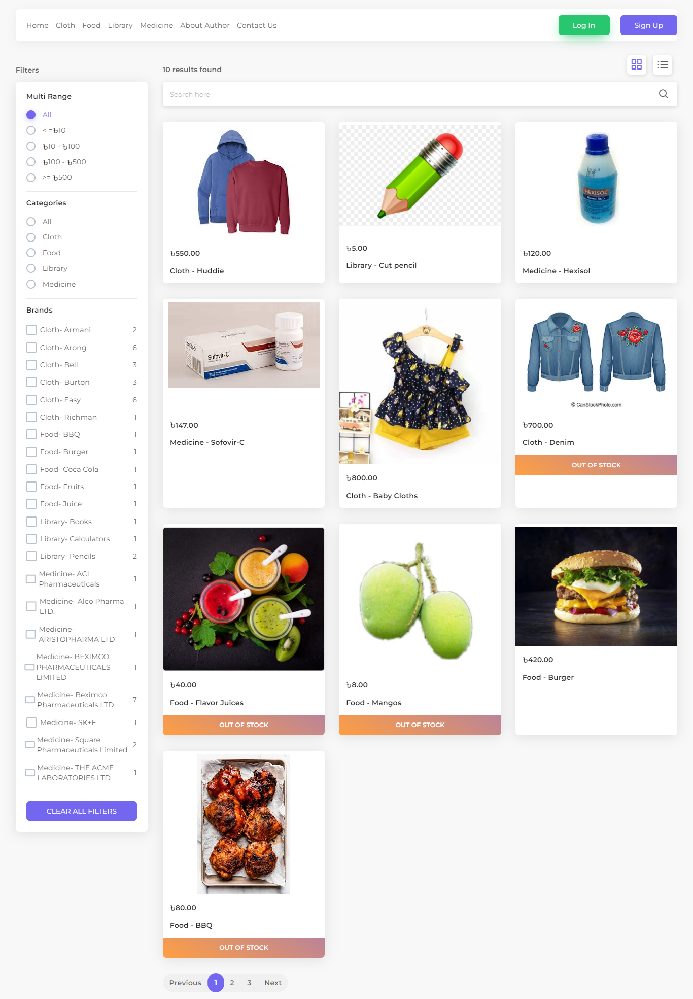 Home Cloth Food Library Medicine About Author Contact Us
Log In
Sign Up
Filters
Multi Range
All
< =৳10
৳10 - ৳100
৳100 - ৳500
>= ৳500
Categories
All
Cloth
Food
Library
Medicine
Brands
Cloth- Armani 2
Cloth- Arong 6
Cloth- Bell 3
Cloth- Burton 3
Cloth- Easy 6
Cloth- Richman 1
Food- BBQ 1
Food- Burger 1
Food- Coca Cola 1
Food- Fruits 1
Food- Juice 1
Library- Books 1
Library- Calculators 1
Library- Pencils 2
Medicine- ACI
Pharmaceuticals 1
Medicine- Alco Pharma
LTD. 1
Medicine-
ARISTOPHARMA LTD 1
Medicine- BEXIMCO
PHARMACEUTICALS 1
LIMITED
Medicine- Beximco
Pharmaceuticals LTD 7
Medicine- SK+F 1
Medicine- Square
Pharmaceuticals Limited 2
Medicine- THE ACME
LABORATORIES LTD 1
CLEAR ALL FILTERS
10 results found
Search here
৳550.00
Cloth - Huddie
৳5.00
Library - Cut pencil
HEXISOL
Hand Rub
৳120.00
Medicine - Hexisol
Sofovir-C
Sofovir-C
৳147.00
Medicine - Sofovir-C
৳800.00
Cloth - Baby Cloths
© CanStockPhoto.com
৳700.00
Cloth - Denim
OUT OF STOCK
৳40.00
Food - Flavor Juices
OUT OF STOCK
৳8.00
Food - Mangos
OUT OF STOCK
৳420.00
Food - Burger
৳80.00
Food - BBQ
OUT OF STOCK
Previous 1 2 3 Next